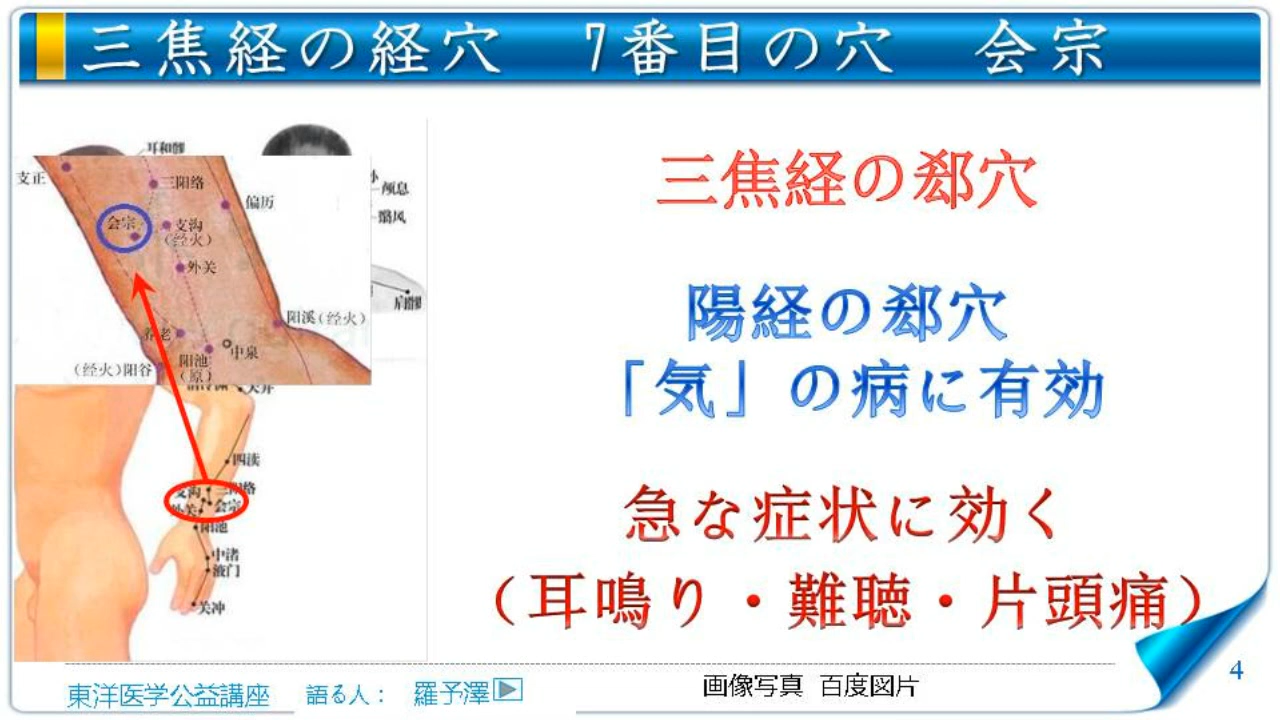 三焦経の経穴　7番目の穴　会宗
耳和髎
支正
三阳络
偏历
颅息
会宗
支沟
(经火)
瘈风
外关
阳溪(经火)
养老
中泉
(经火)阳谷
阳池
(原)
天井
四渎
支沟
三阳络
外关
会宗
阳池
中渚
液门
关冲
三焦経の郄穴
陽経の郄穴
「気」の病に有効
急な症状に効く
（耳鳴り・難聴・片頭痛）
東洋医学公益講座　語る人：　羅予澤
画像写真 百度図片
4